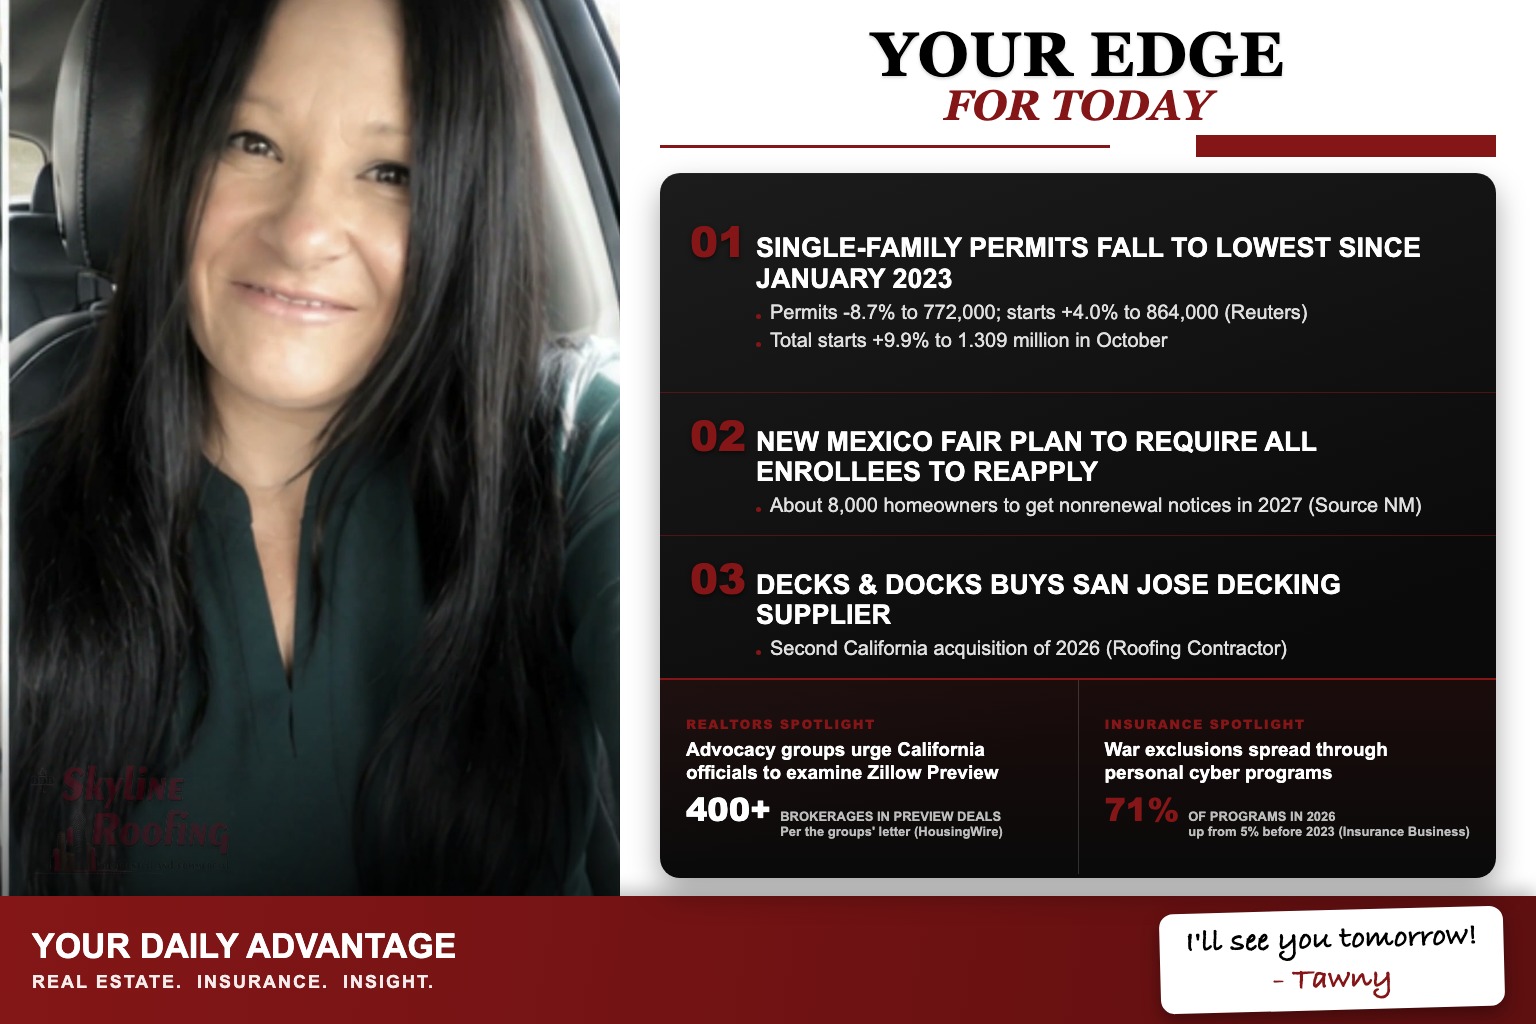 YOUR EDGE
FOR TODAY
01 SINGLE-FAMILY PERMITS FALL TO LOWEST SINCE
JANUARY 2023
• Permits -8.7% to 772,000; starts +4.0% to 864,000 (Reuters)
• Total starts +9.9% to 1.309 million in October
02 NEW MEXICO FAIR PLAN TO REQUIRE ALL
ENROLLEES TO REAPPLY
• About 8,000 homeowners to get nonrenewal notices in 2027 (Source NM)
03 DECKS & DOCKS BUYS SAN JOSE DECKING
SUPPLIER
• Second California acquisition of 2026 (Roofing Contractor)
REALTORS SPOTLIGHT
Advocacy groups urge California
officials to examine Zillow Preview
400+ BROKERAGES IN PREVIEW DEALS
Per the groups' letter (HousingWire)
INSURANCE SPOTLIGHT
War exclusions spread through
personal cyber programs
71% OF PROGRAMS IN 2026
up from 5% before 2023 (Insurance Business)
Skyline
Roofing
YOUR DAILY ADVANTAGE
REAL ESTATE. INSURANCE. INSIGHT.
I'll see you tomorrow!
- Tawny